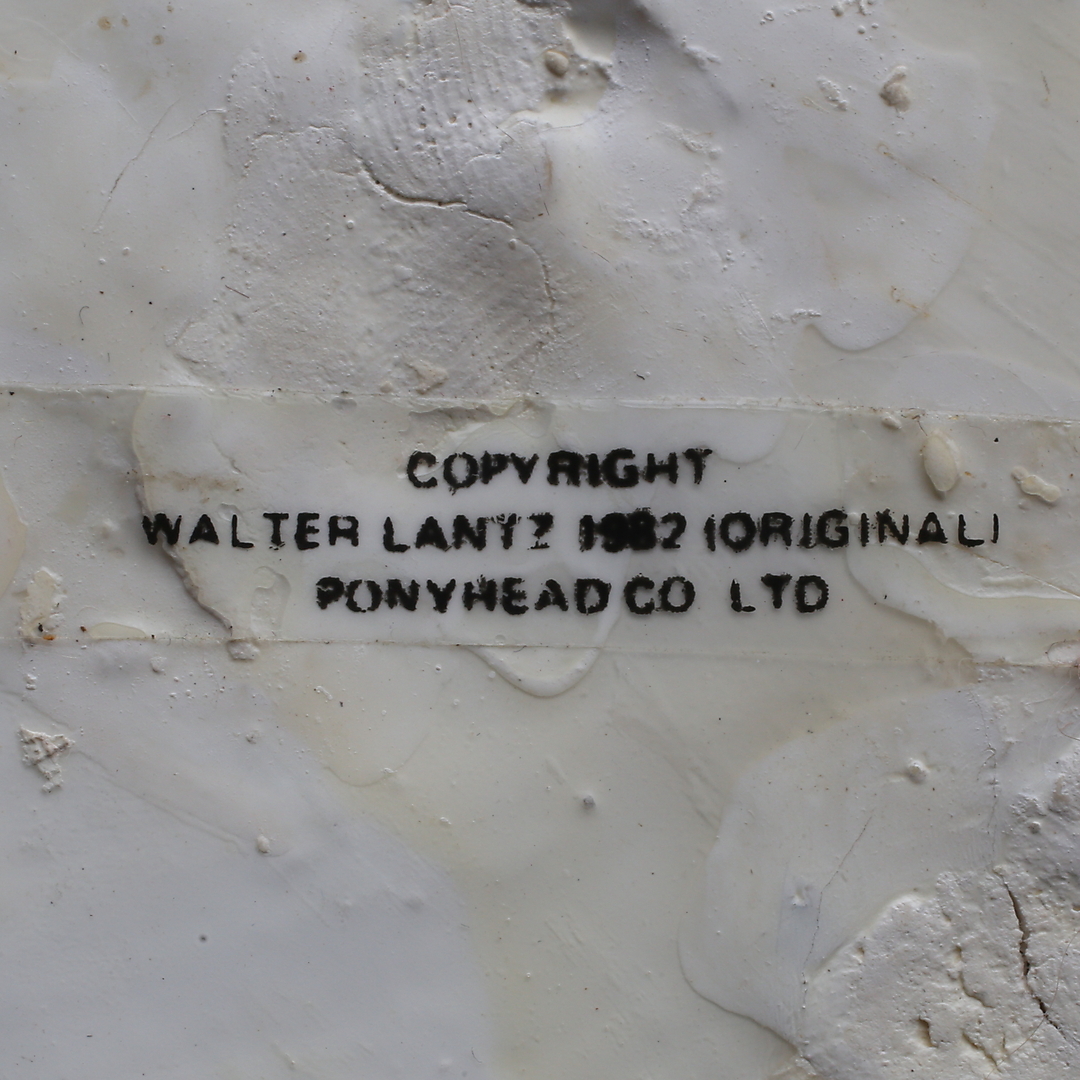 COPYRIGHT
WALTER LANTZ 1982 (ORIGINAL)
PONYHEAD CO LTD